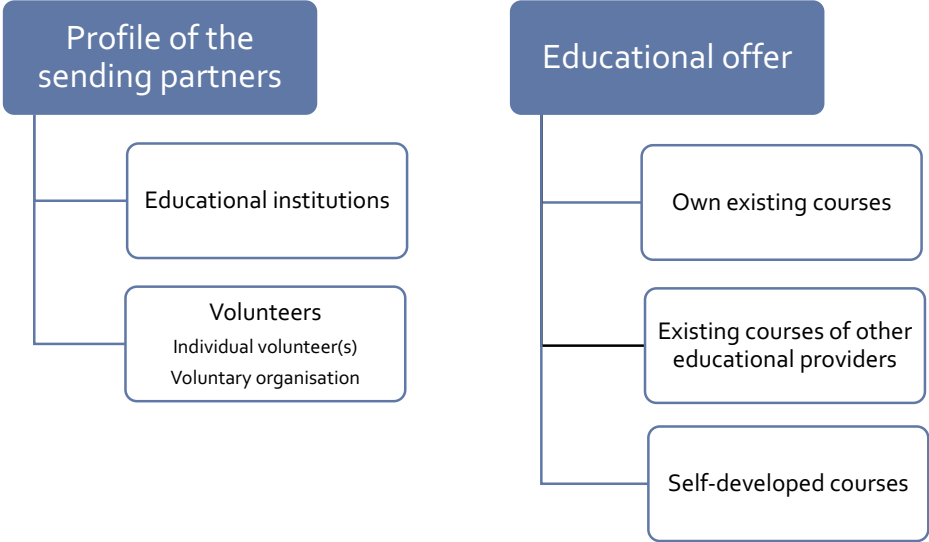 Profile of the
sending partners
Educational institutions
Volunteers
Individual volunteer(s)
Voluntary organisation
Educational offer
Own existing courses
Existing courses of other
educational providers
Self-developed courses